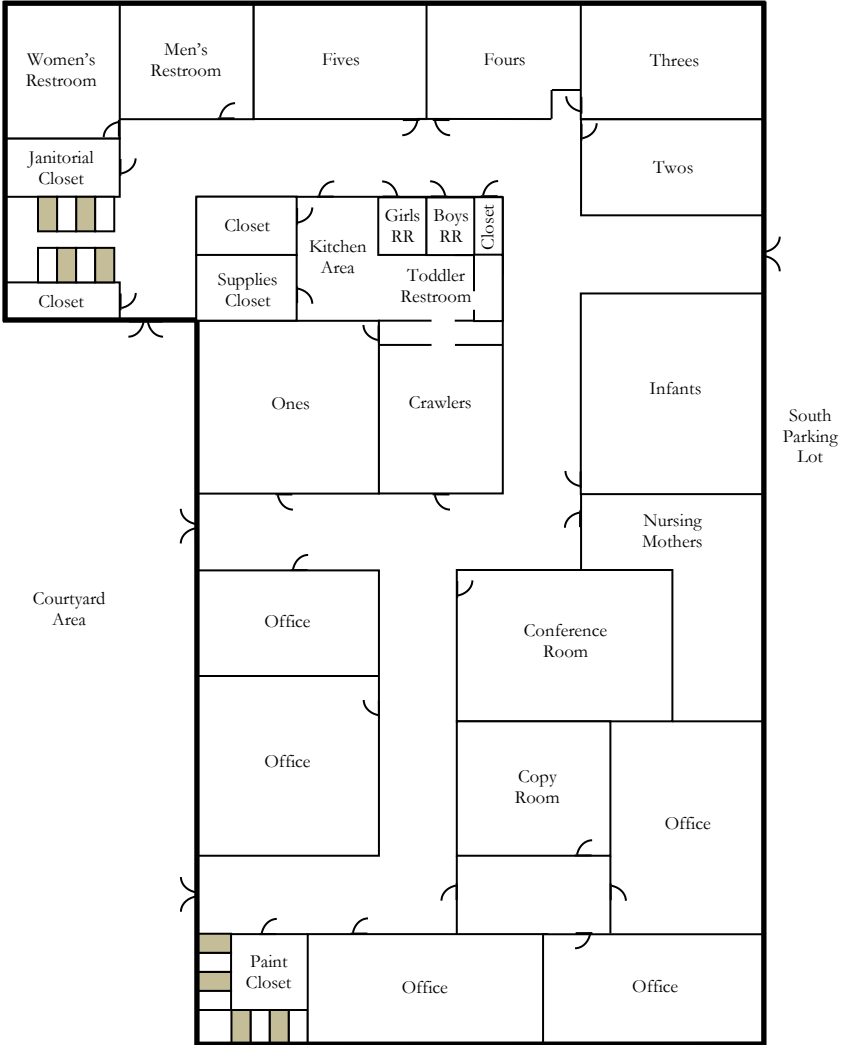 Women’s
Restroom
Men’s
Restroom
Fives
Fours
Threes
Janitorial
Closet
Twos
Closet
Girls
RR
Boys
RR
Closet
Kitchen
Area
Supplies
Closet
Toddler
Restroom
Closet
Ones
Crawlers
Infants
South
Parking
Lot
Nursing
Mothers
Courtyard
Area
Office
Conference
Room
Office
Copy
Room
Office
Paint
Closet
Office
Office